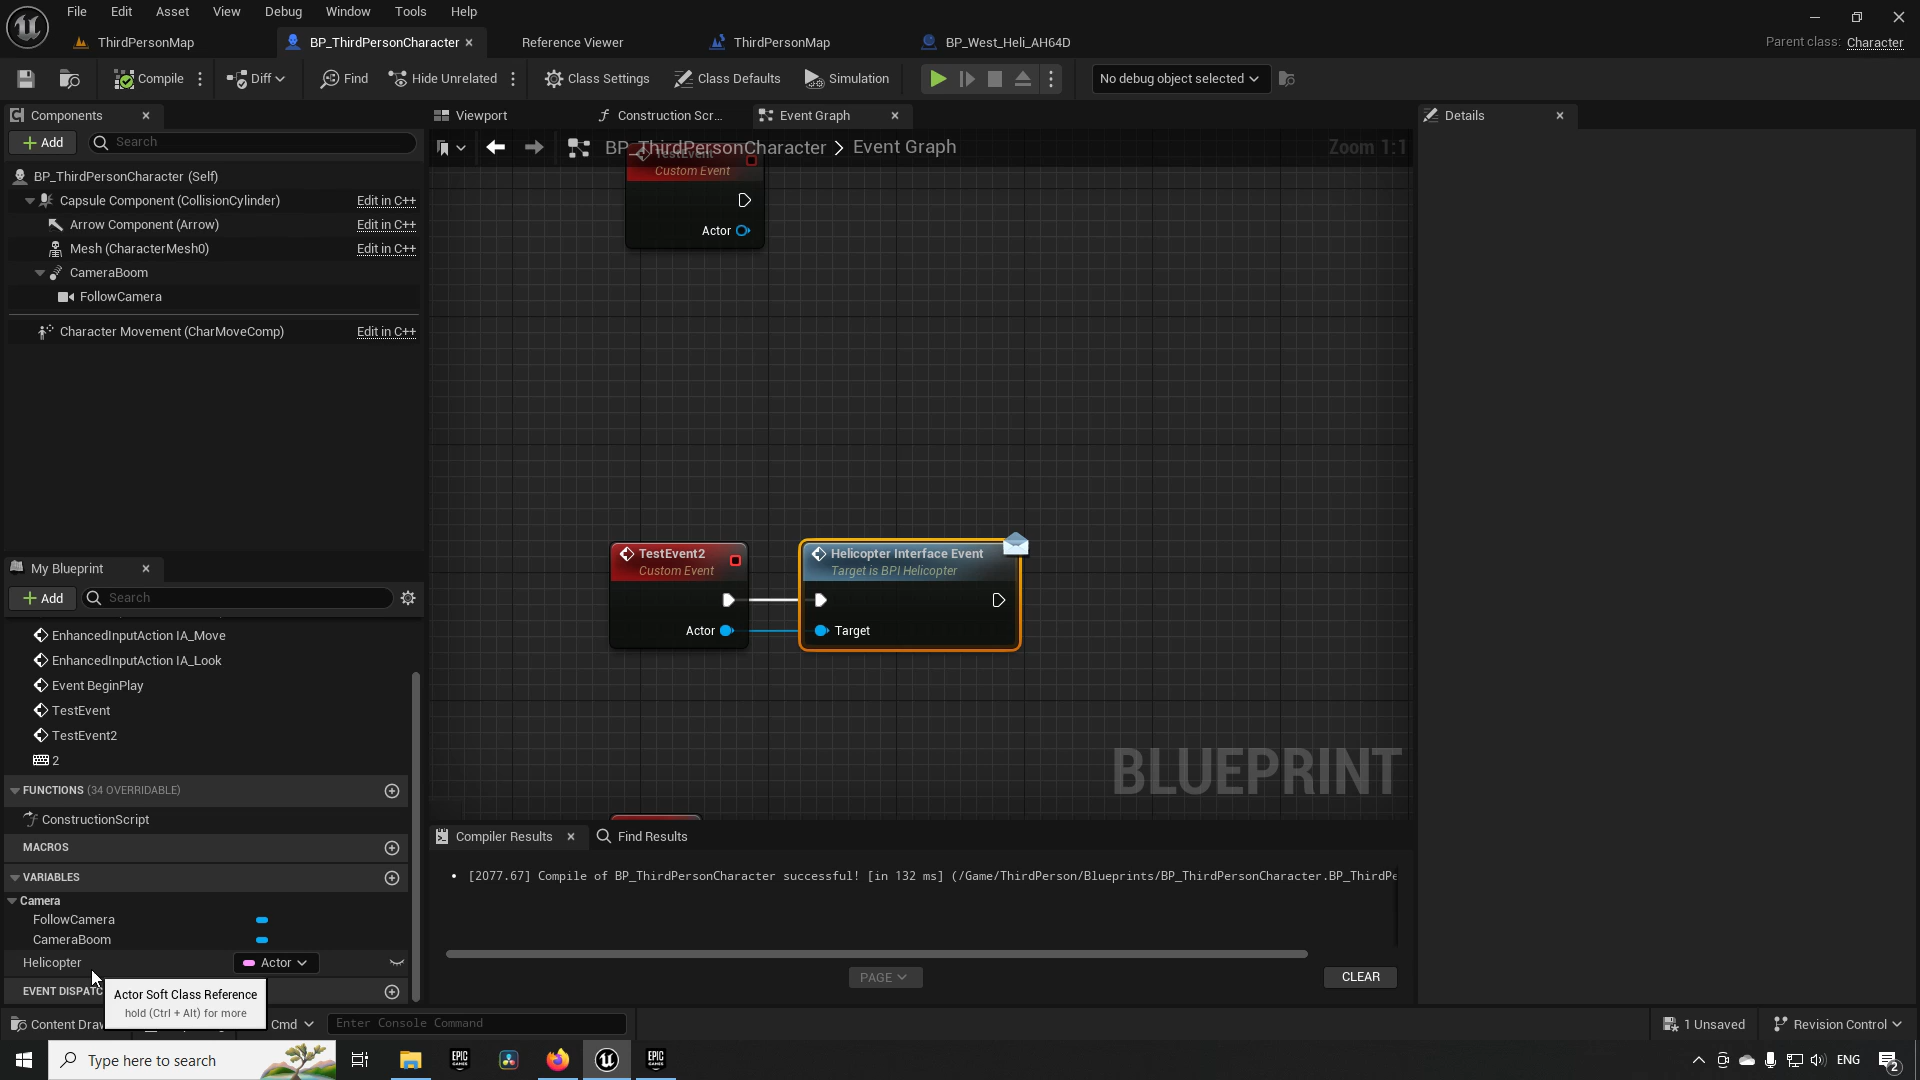 File Edit Asset View Debug Window Tools Help
ThirdPersonMap BP_ThirdPersonCharacter Reference Viewer ThirdPersonMap BP_West_Heli_AH64D Parent class: Character
Compile Diff Find Hide Unrelated Class Settings Class Defaults Simulation No debug object selected
Components Viewport Construction Scr... Event Graph Details
Add Search BP_ThirdPersonCharacter > Event Graph Zoom 1:1
TestEvent
Custom Event
BP_ThirdPersonCharacter (Self)
Capsule Component (CollisionCylinder) Edit in C++
Arrow Component (Arrow) Edit in C++
Actor
Mesh (CharacterMesh0) Edit in C++
CameraBoom
FollowCamera
Character Movement (CharMoveComp) Edit in C++
TestEvent2
Custom Event
Actor
Helicopter Interface Event
Target is BPI Helicopter
Target
BLUEPRINT
My Blueprint
Add Search
EnhancedInputAction IA_Move
EnhancedInputAction IA_Look
Event BeginPlay
TestEvent
TestEvent2
2
FUNCTIONS (34 OVERRIDABLE)
ConstructionScript
MACROS
VARIABLES
Camera
FollowCamera
CameraBoom
Helicopter Actor
EVENT DISPATC
Actor Soft Class Reference
hold (Ctrl + Alt) for more
Compiler Results Find Results
• [2077.67] Compile of BP_ThirdPersonCharacter successful! [in 132 ms] (/Game/ThirdPerson/Blueprints/BP_ThirdPersonCharacter.BP_ThirdPe
PAGE CLEAR
Content Draw Cmd Enter Console Command 1 Unsaved Revision Control
Type here to search EPIC GAMES EPIC GAMES ENG 2